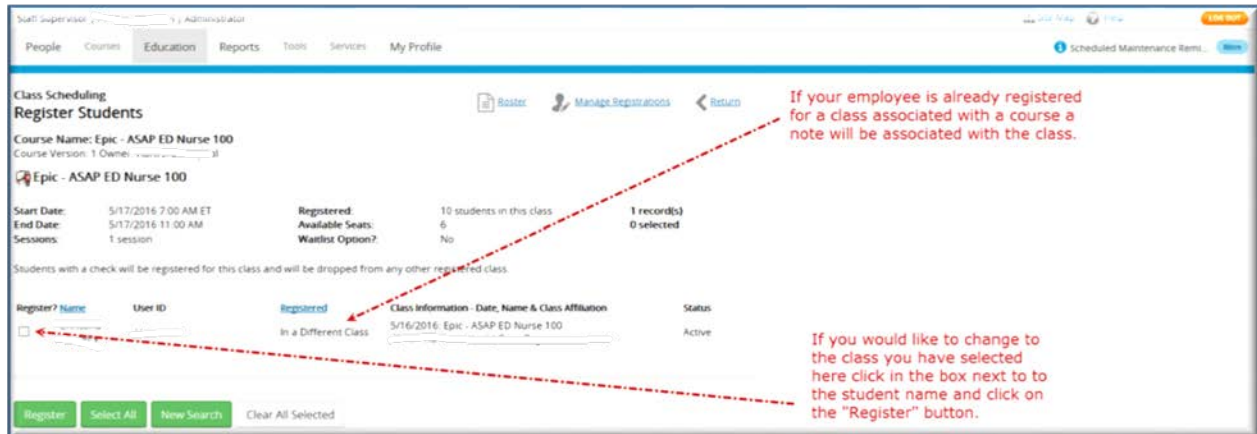 Staff Supervisor | Administrator
Help
LOG OUT
People Courses Education Reports Tools Services My Profile
Scheduled Maintenance Remi... More
Class Scheduling
Register Students
Roster Manage Registrations Return
If your employee is already registered
for a class associated with a course a
note will be associated with the class.
Course Name: Epic - ASAP ED Nurse 100
Course Version: 1 Owner
Epic - ASAP ED Nurse 100
Start Date: 5/17/2016 7:00 AM ET Registered: 10 students in this class 1 record(s)
End Date: 5/17/2016 11:00 AM Available Seats: 6 0 selected
Sessions: 1 session Waitlist Option?: No
Students with a check will be registered for this class and will be dropped from any other registered class.
Register? Name User ID Registered Class Information - Date, Name & Class Affiliation Status
In a Different Class 5/16/2016: Epic - ASAP ED Nurse 100 Active
If you would like to change to
the class you have selected
here click in the box next to to
the student name and click on
the "Register" button.
Register Select All New Search Clear All Selected